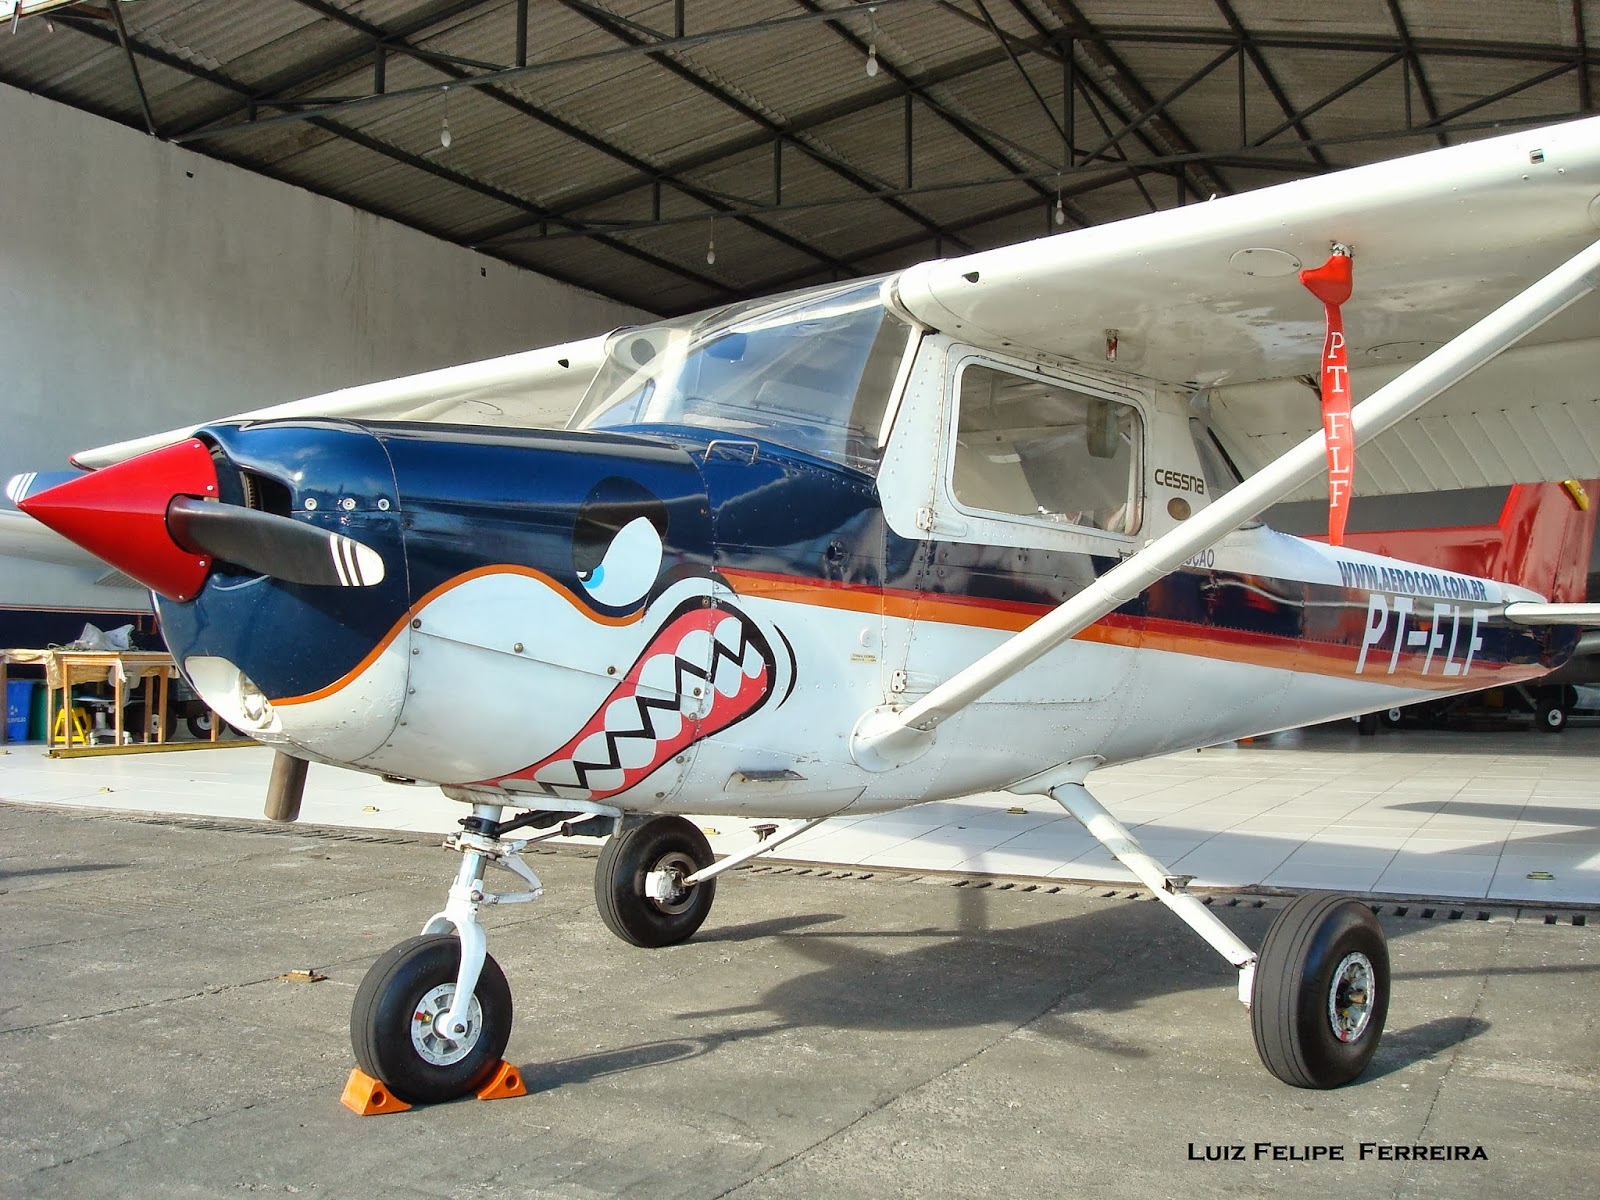 CESSNA
WWW.AEROCON.COM.BR
PT-FLF
PT FLF
LUIZ FELIPE FERREIRA